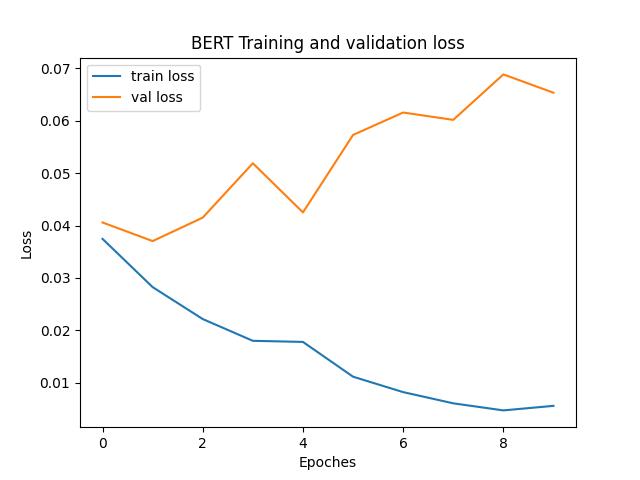 BERT Training and validation loss
train loss
val loss
0.07
0.06
0.05
0.04
0.03
0.02
0.01
Loss
0 2 4 6 8
Epoches